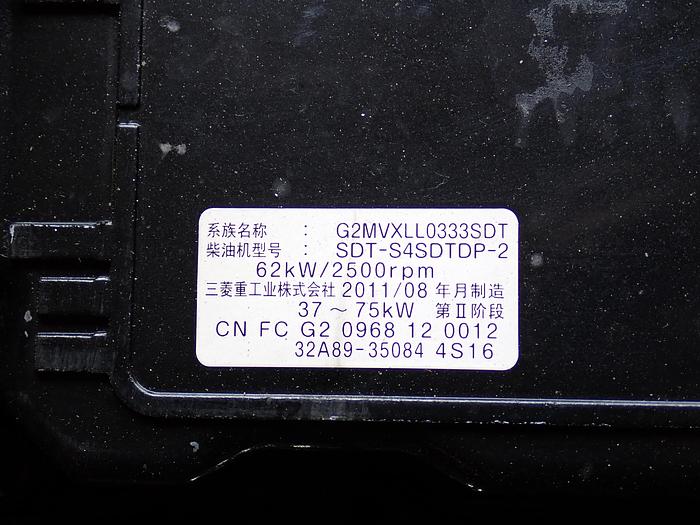 系族名称 : G2MVXLL0333SDT
柴油机型号 : SDT-S4SDTDP-2
62kW/2500rpm
三菱重工业株式会社 2011/08 年月制造
37～75kW 第Ⅱ阶段
CN FC G2 0968 12 0012
32A89-35084 4S16